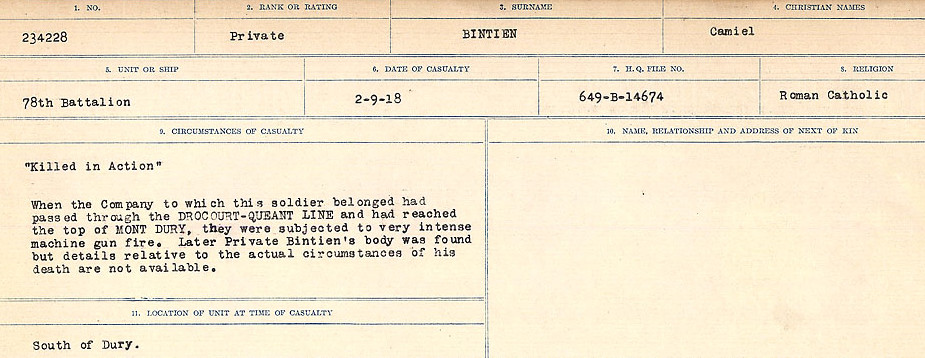 1. NO. 2. RANK OR RATING 3. SURNAME 4. CHRISTIAN NAMES
234228 Private BINTIEN Camiel
5. UNIT OR SHIP 6. DATE OF CASUALTY 7. H.Q. FILE NO. 8. RELIGION
78th Battalion 2-9-18 649-B-14674 Roman Catholic
9. CIRCUMSTANCES OF CASUALTY
"Killed in Action"
When the Company to which this soldier belonged had
passed through the DROCOURT-QUEANT LINE and had reached
the top of MONT DURY, they were subjected to very intense
machine gun fire. Later Private Bintien's body was found
but details relative to the actual circumstances of his
death are not available.
10. NAME, RELATIONSHIP AND ADDRESS OF NEXT OF KIN
11. LOCATION OF UNIT AT TIME OF CASUALTY
South of Dury.